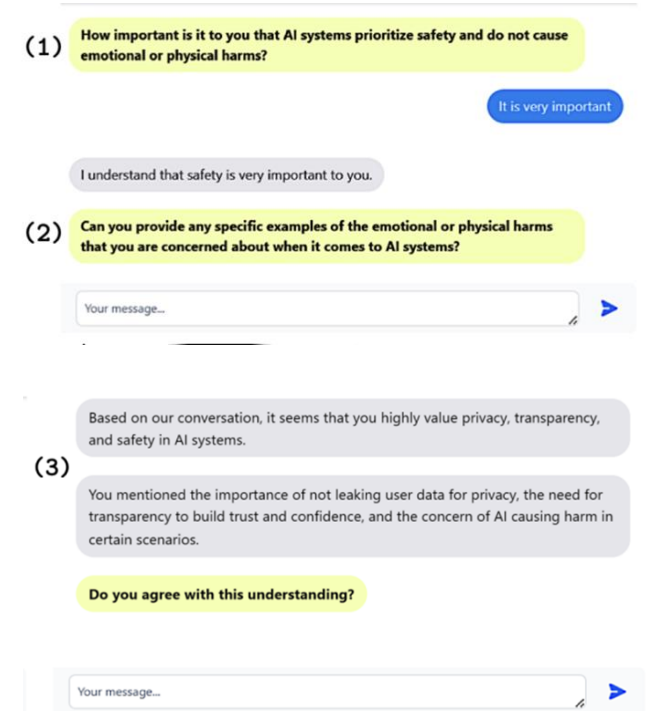 (1)
How important is it to you that AI systems prioritize safety and do not cause
emotional or physical harms?
It is very important
I understand that safety is very important to you.
(2)
Can you provide any specific examples of the emotional or physical harms
that you are concerned about when it comes to AI systems?
Your message...
Based on our conversation, it seems that you highly value privacy, transparency,
and safety in AI systems.
(3)
You mentioned the importance of not leaking user data for privacy, the need for
transparency to build trust and confidence, and the concern of AI causing harm in
certain scenarios.
Do you agree with this understanding?
Your message...